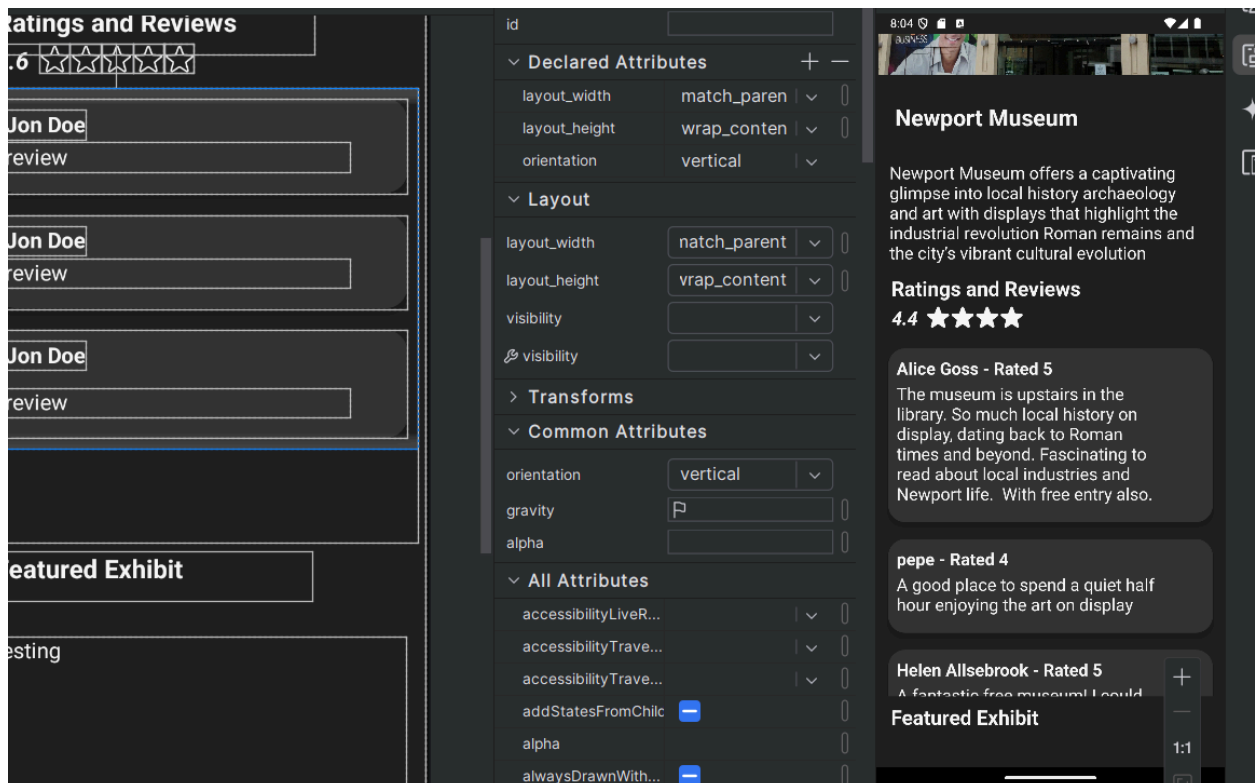 Ratings and Reviews
.6
Jon Doe
review
Jon Doe
review
Jon Doe
review
Featured Exhibit
esting
id
Declared Attributes
layout_width match_paren
layout_height wrap_conten
orientation vertical
Layout
layout_width natch_parent
layout_height vrap_content
visibility
visibility
Transforms
Common Attributes
orientation vertical
gravity
alpha
All Attributes
accessibilityLiveR...
accessibilityTrave...
accessibilityTrave...
addStatesFromChilc
alpha
alwaysDrawnWith...
8:04
BUSINESS
Newport Museum
Newport Museum offers a captivating
glimpse into local history archaeology
and art with displays that highlight the
industrial revolution Roman remains and
the city's vibrant cultural evolution
Ratings and Reviews
4.4
Alice Goss - Rated 5
The museum is upstairs in the
library. So much local history on
display, dating back to Roman
times and beyond. Fascinating to
read about local industries and
Newport life.  With free entry also.
pepe - Rated 4
A good place to spend a quiet half
hour enjoying the art on display
Helen Allsebrook - Rated 5
A fantastic free museum! I could
Featured Exhibit
1:1